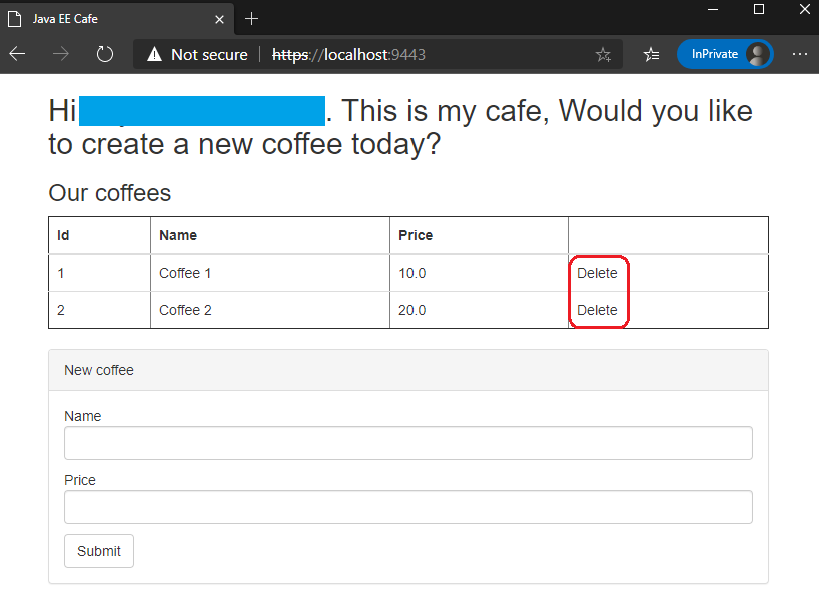 Java EE Cafe
Not secure https://localhost:9443 InPrivate
Hi . This is my cafe, Would you like
to create a new coffee today?
Our coffees
Id Name Price
1 Coffee 1 10.0 Delete
2 Coffee 2 20.0 Delete
New coffee
Name
Price
Submit